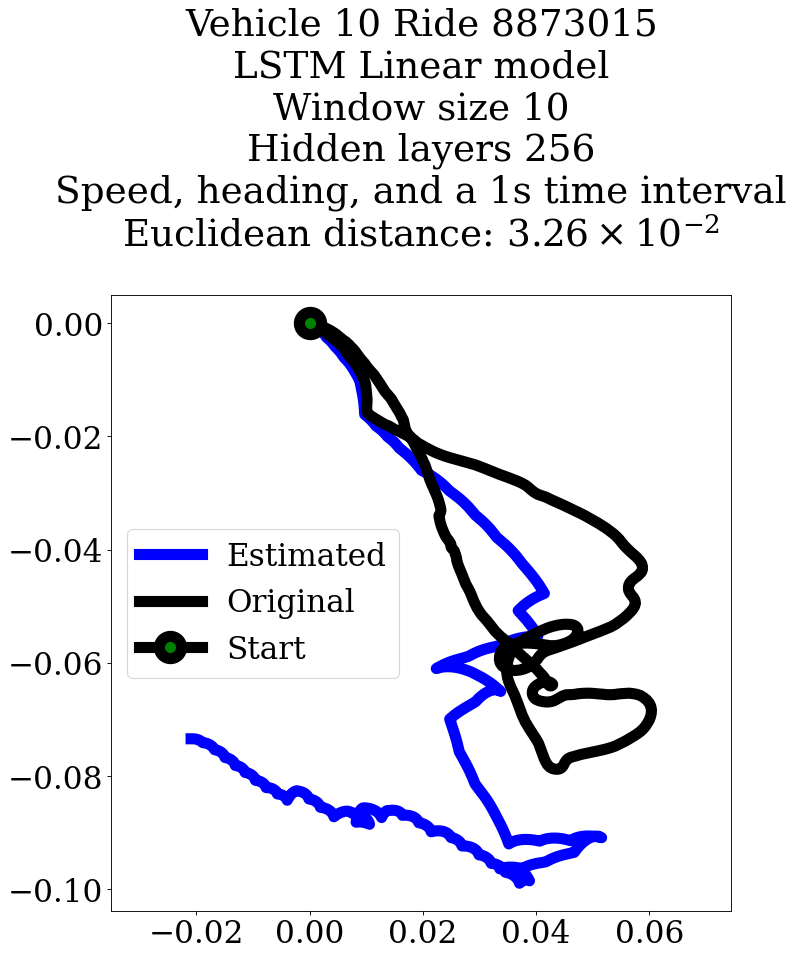 Vehicle 10 Ride 8873015
LSTM Linear model
Window size 10
Hidden layers 256
Speed, heading, and a 1s time interval
Euclidean distance: 3.26 × 10⁻²
0.00
−0.02
−0.04
Estimated
Original
Start
−0.06
−0.08
−0.10
−0.02 0.00 0.02 0.04 0.06